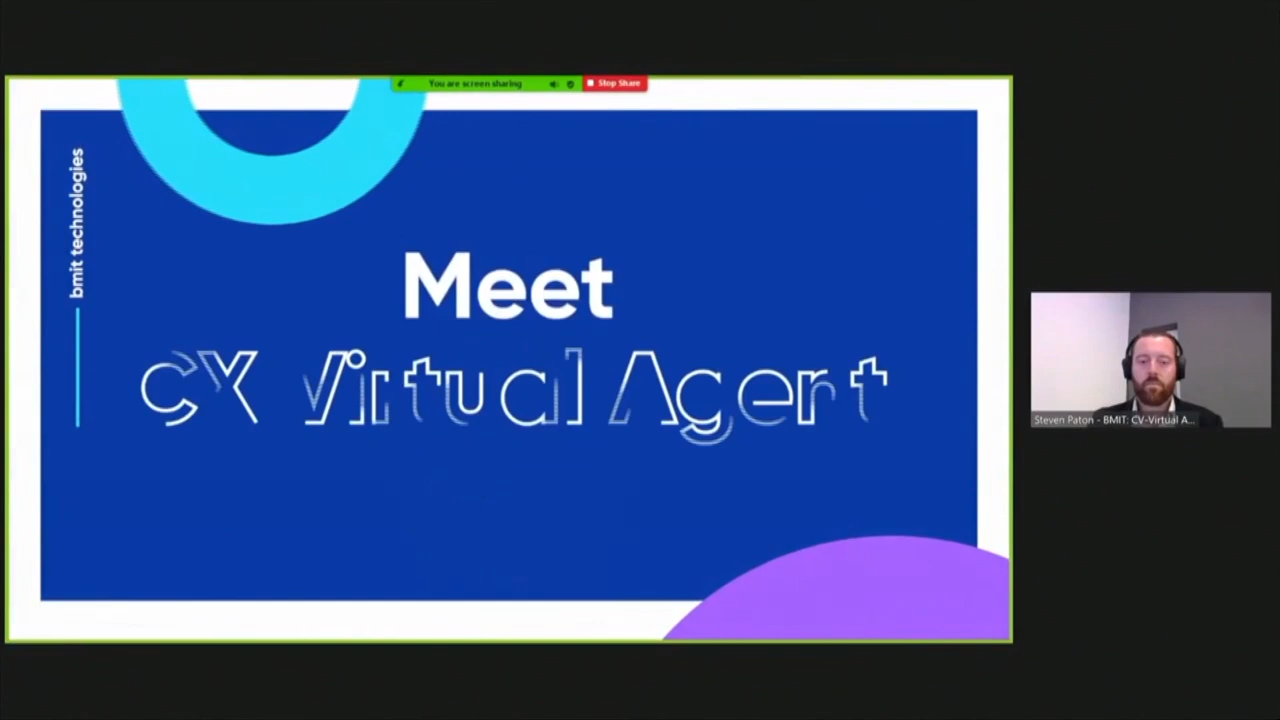 You are screen sharing
Stop Share
bmit technologies
Meet
CX Virtual Agent
Steven Paton - BMIT: CV-Virtual A...